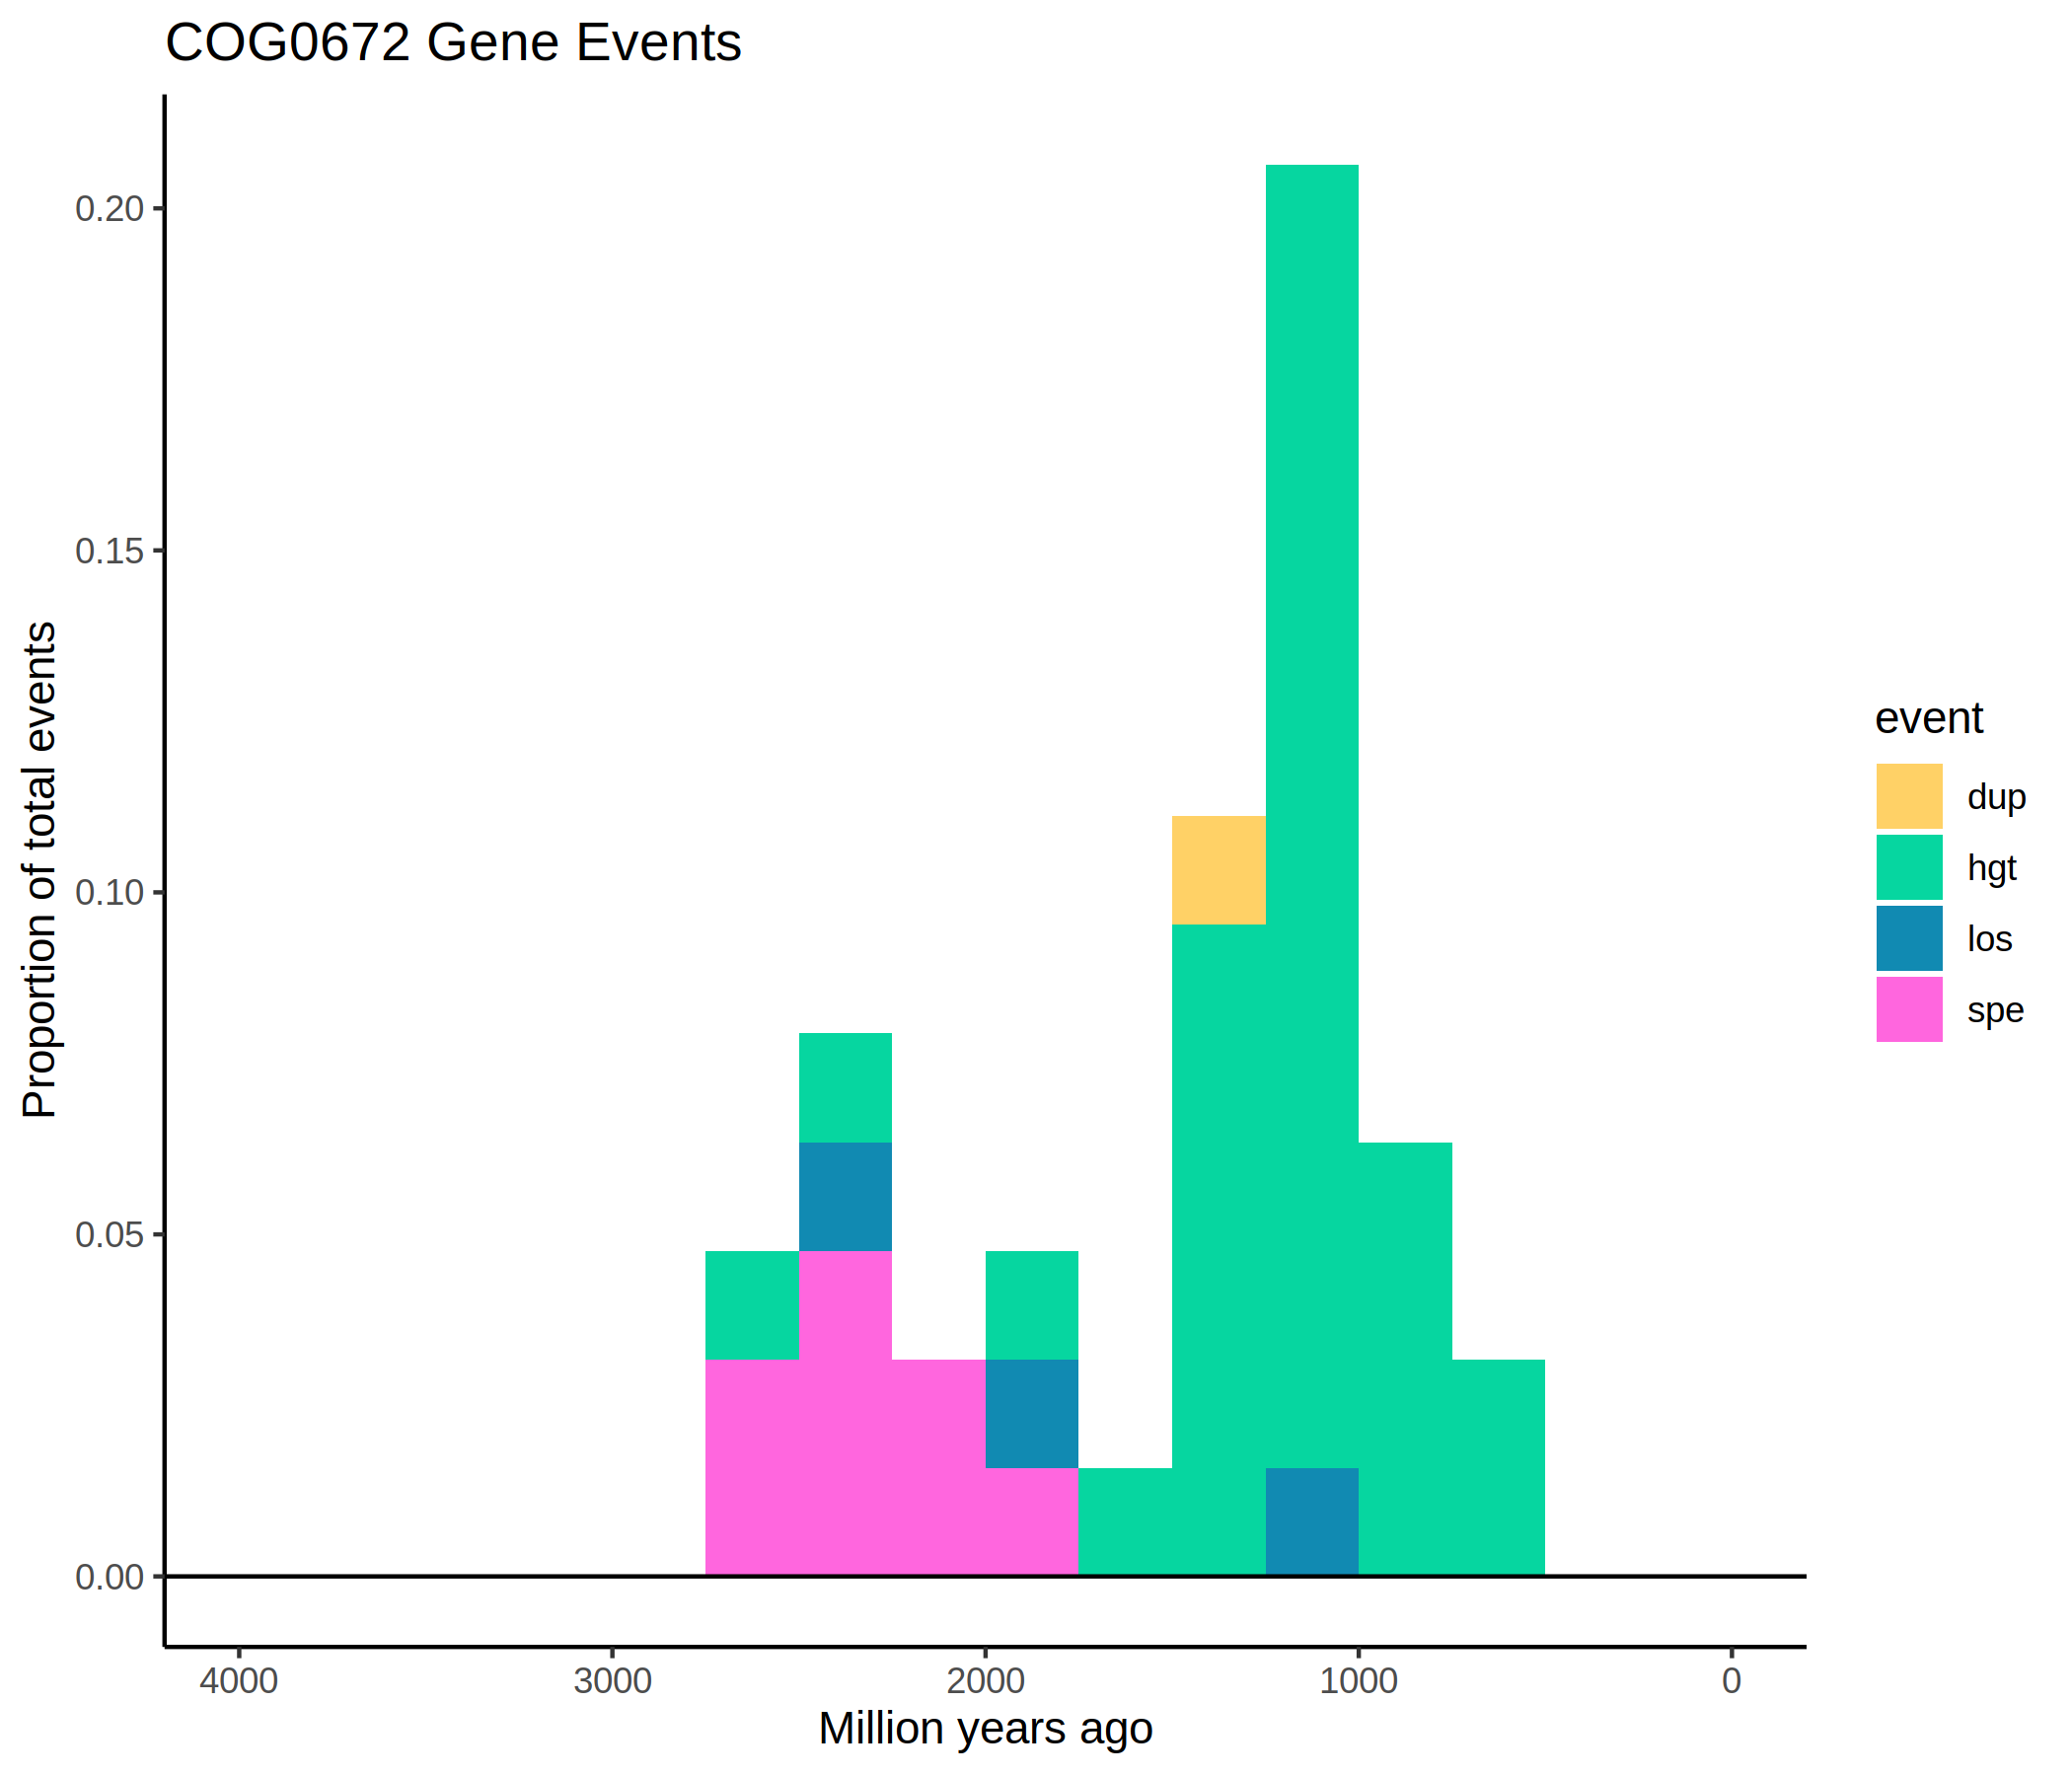 COG0672 Gene Events
Proportion of total events
0.20
0.15
0.10
0.05
0.00
4000 3000 2000 1000 0
Million years ago
event
dup
hgt
los
spe